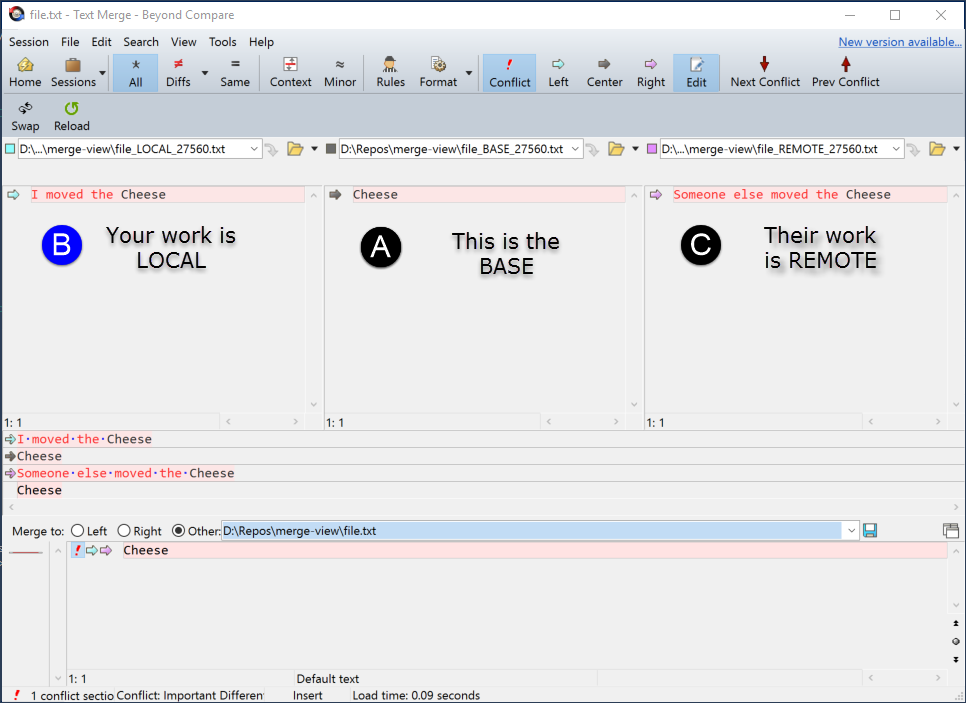 file.txt - Text Merge - Beyond Compare
Session File Edit Search View Tools Help New version available...
Home Sessions All Diffs Same Context Minor Rules Format Conflict Left Center Right Edit Next Conflict Prev Conflict
Swap Reload
D:\...\merge-view\file_LOCAL_27560.txt D:\Repos\merge-view\file_BASE_27560.txt D:\...\merge-view\file_REMOTE_27560.txt
I moved the Cheese Cheese Someone else moved the Cheese
B Your work is
LOCAL
A This is the
BASE
C Their work
is REMOTE
1: 1 1: 1 1: 1
I·moved·the·Cheese
Cheese
Someone·else·moved·the·Cheese
Cheese
Merge to: Left Right Other: D:\Repos\merge-view\file.txt
! Cheese
1: 1 Default text
! 1 conflict sectio Conflict: Important Differen Insert Load time: 0.09 seconds